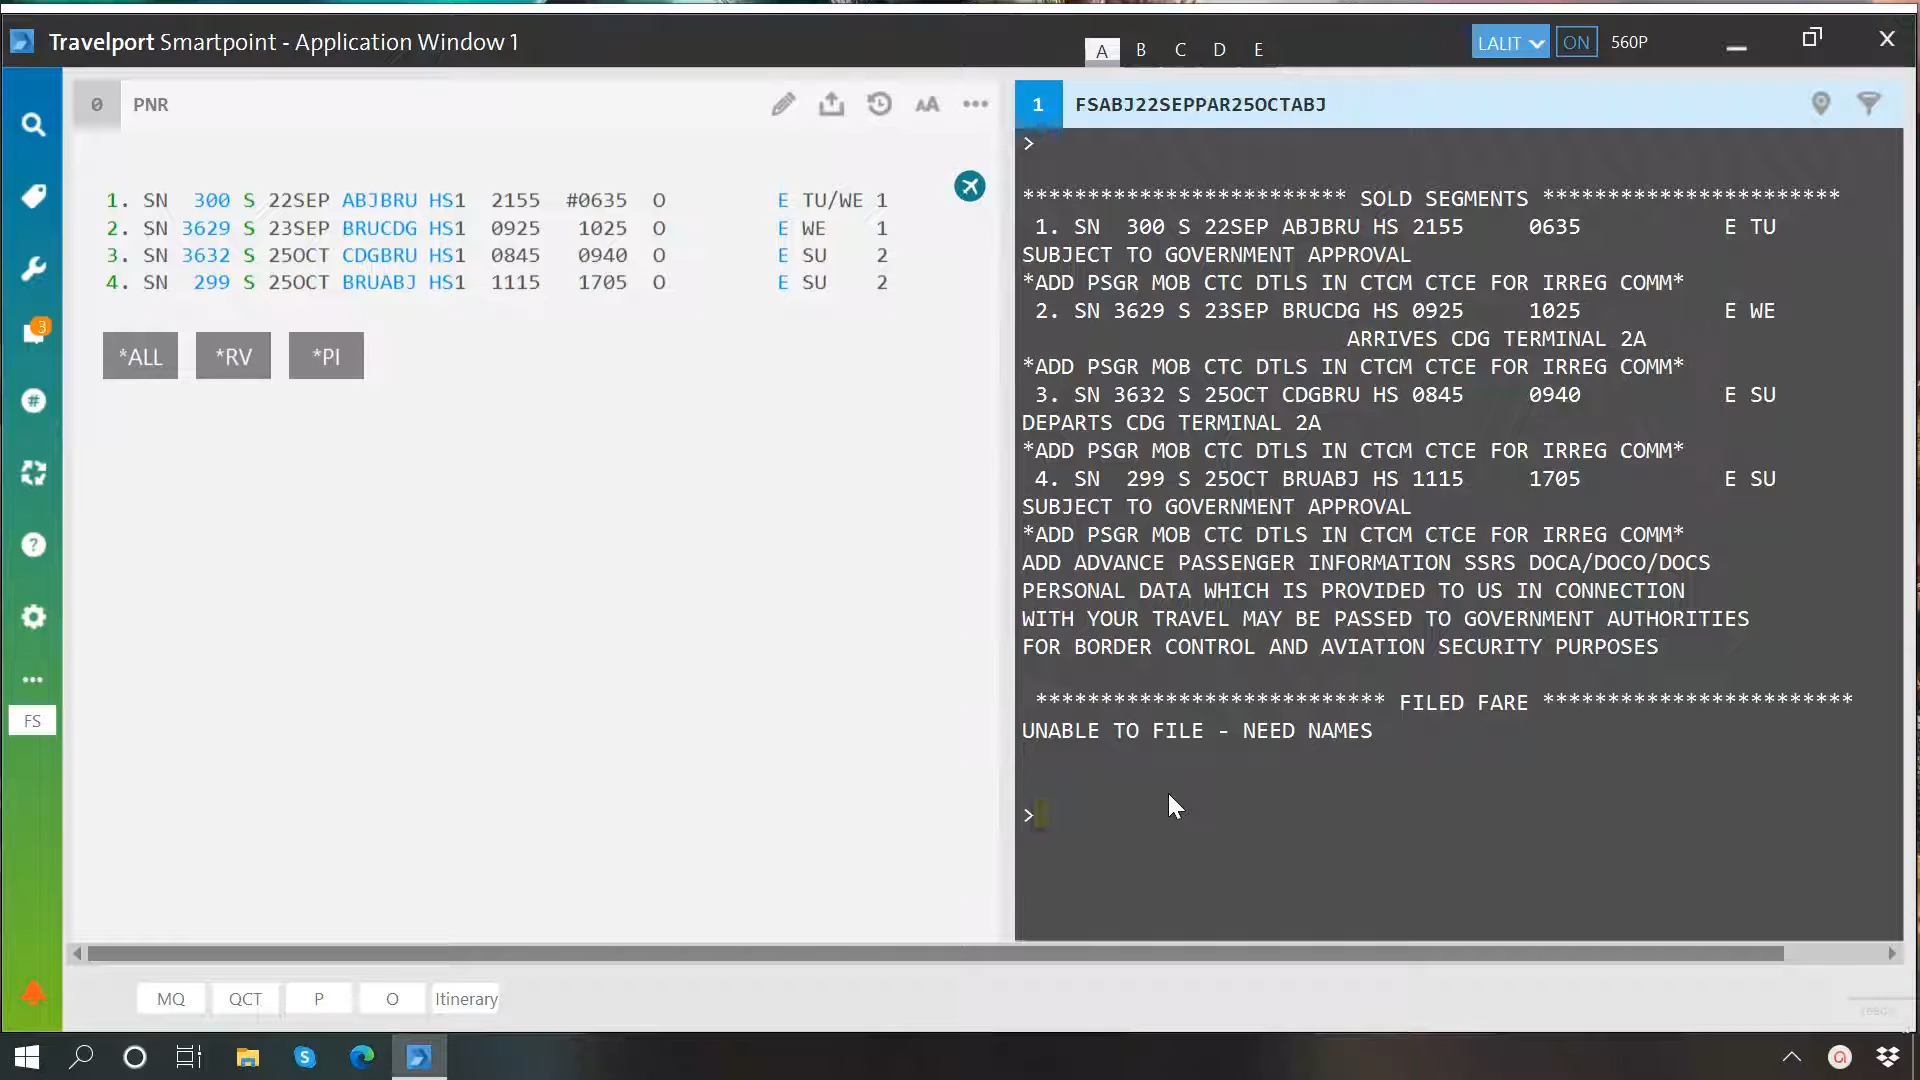 Travelport Smartpoint - Application Window 1
A B C D E
LALIT ON 560P
0 PNR
AA
1. SN 300 S 22SEP ABJBRU HS1 2155 #0635 O E TU/WE 1
2. SN 3629 S 23SEP BRUCDG HS1 0925 1025 O E WE 1
3. SN 3632 S 25OCT CDGBRU HS1 0845 0940 O E SU 2
4. SN 299 S 25OCT BRUABJ HS1 1115 1705 O E SU 2
*ALL *RV *PI
3
#
?
FS
1 FSABJ22SEPPAR25OCTABJ
>
************************* SOLD SEGMENTS ***********************
1. SN 300 S 22SEP ABJBRU HS 2155 0635 E TU
SUBJECT TO GOVERNMENT APPROVAL
*ADD PSGR MOB CTC DTLS IN CTCM CTCE FOR IRREG COMM*
2. SN 3629 S 23SEP BRUCDG HS 0925 1025 E WE
ARRIVES CDG TERMINAL 2A
*ADD PSGR MOB CTC DTLS IN CTCM CTCE FOR IRREG COMM*
3. SN 3632 S 25OCT CDGBRU HS 0845 0940 E SU
DEPARTS CDG TERMINAL 2A
*ADD PSGR MOB CTC DTLS IN CTCM CTCE FOR IRREG COMM*
4. SN 299 S 25OCT BRUABJ HS 1115 1705 E SU
SUBJECT TO GOVERNMENT APPROVAL
*ADD PSGR MOB CTC DTLS IN CTCM CTCE FOR IRREG COMM*
ADD ADVANCE PASSENGER INFORMATION SSRS DOCA/DOCO/DOCS
PERSONAL DATA WHICH IS PROVIDED TO US IN CONNECTION
WITH YOUR TRAVEL MAY BE PASSED TO GOVERNMENT AUTHORITIES
FOR BORDER CONTROL AND AVIATION SECURITY PURPOSES
*************************** FILED FARE ************************
UNABLE TO FILE - NEED NAMES
>
MQ QCT P O Itinerary